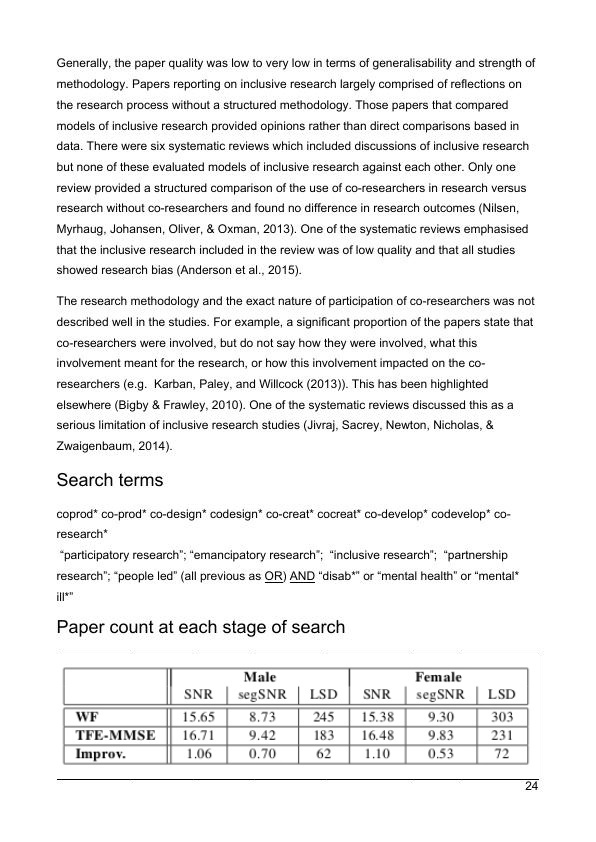 Generally, the paper quality was low to very low in terms of generalisability and strength of
methodology. Papers reporting on inclusive research largely comprised of reflections on
the research process without a structured methodology. Those papers that compared
models of inclusive research provided opinions rather than direct comparisons based in
data. There were six systematic reviews which included discussions of inclusive research
but none of these evaluated models of inclusive research against each other. Only one
review provided a structured comparison of the use of co-researchers in research versus
research without co-researchers and found no difference in research outcomes (Nilsen,
Myrhaug, Johansen, Oliver, & Oxman, 2013). One of the systematic reviews emphasised
that the inclusive research included in the review was of low quality and that all studies
showed research bias (Anderson et al., 2015).
The research methodology and the exact nature of participation of co-researchers was not
described well in the studies. For example, a significant proportion of the papers state that
co-researchers were involved, but do not say how they were involved, what this
involvement meant for the research, or how this involvement impacted on the co-
researchers (e.g.  Karban, Paley, and Willcock (2013)). This has been highlighted
elsewhere (Bigby & Frawley, 2010). One of the systematic reviews discussed this as a
serious limitation of inclusive research studies (Jivraj, Sacrey, Newton, Nicholas, &
Zwaigenbaum, 2014).
Search terms
coprod* co-prod* co-design* codesign* co-creat* cocreat* co-develop* codevelop* co-
research*
“participatory research”; “emancipatory research”;  “inclusive research”;  “partnership
research”; “people led” (all previous as OR) AND “disab*” or “mental health” or “mental*
ill*”
Paper count at each stage of search
Male Female
SNR segSNR LSD SNR segSNR LSD
WF 15.65 8.73 245 15.38 9.30 303
TFE-MMSE 16.71 9.42 183 16.48 9.83 231
Improv. 1.06 0.70 62 1.10 0.53 72
24